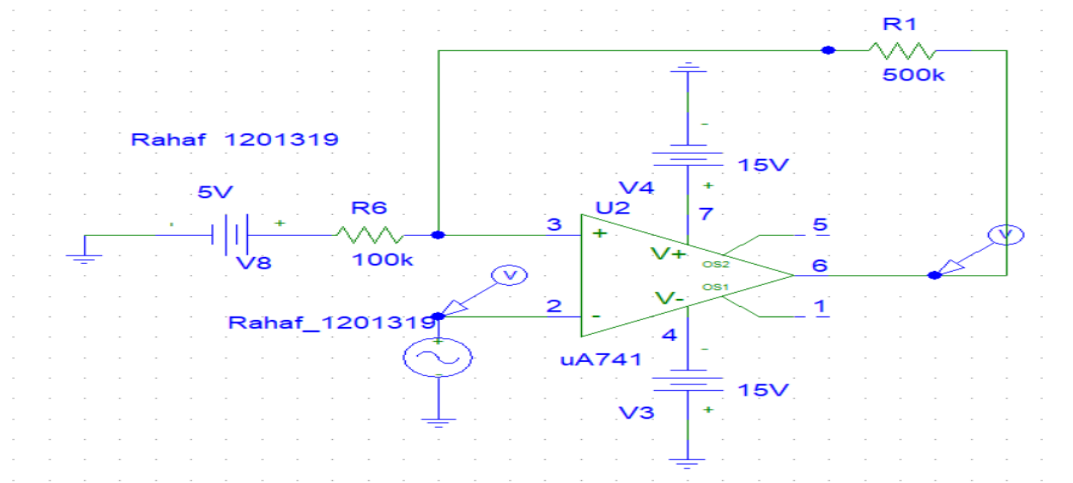 R1
500k
Rahaf 1201319
15V
5V
V4
R6
U2
7
3
+
5
V+
OS2
V8
100k
V
V
6
OS1
V-
2
-
1
Rahaf_1201319
4
uA741
15V
V3